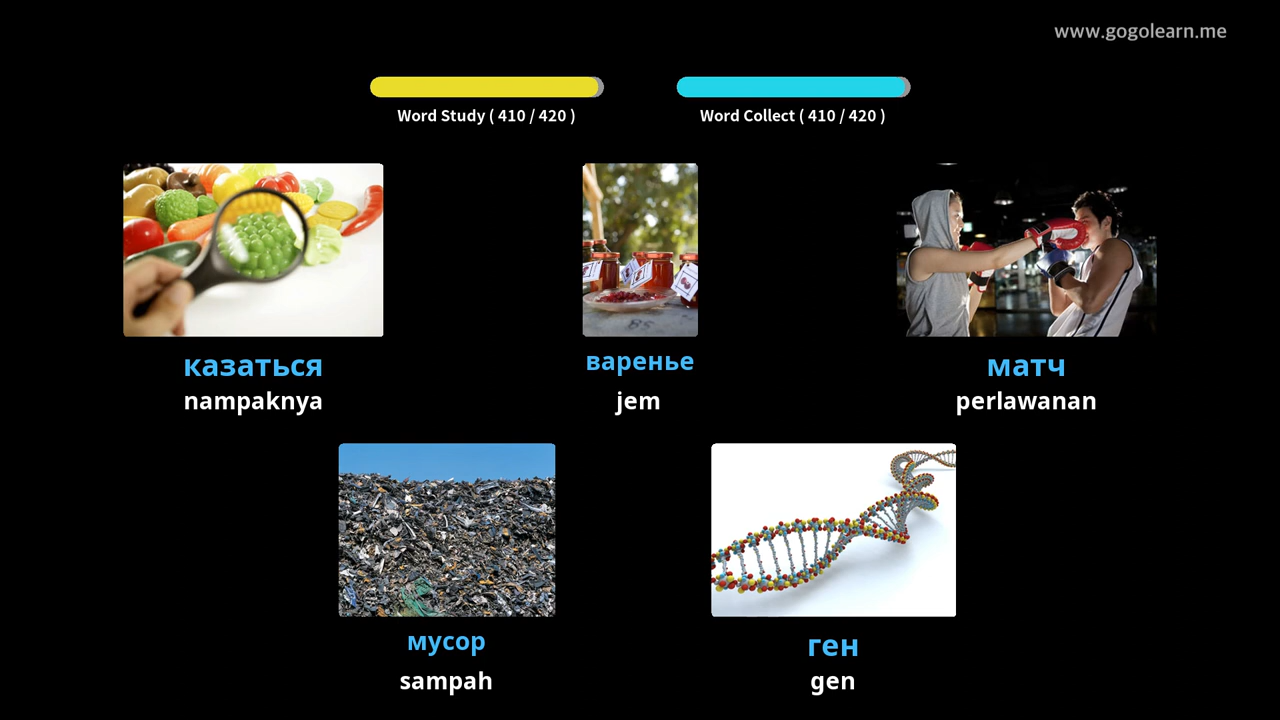 www.gogolearn.me
Word Study ( 410 / 420 )
Word Collect ( 410 / 420 )
казаться
nampaknya
варенье
jem
матч
perlawanan
мусор
sampah
ген
gen